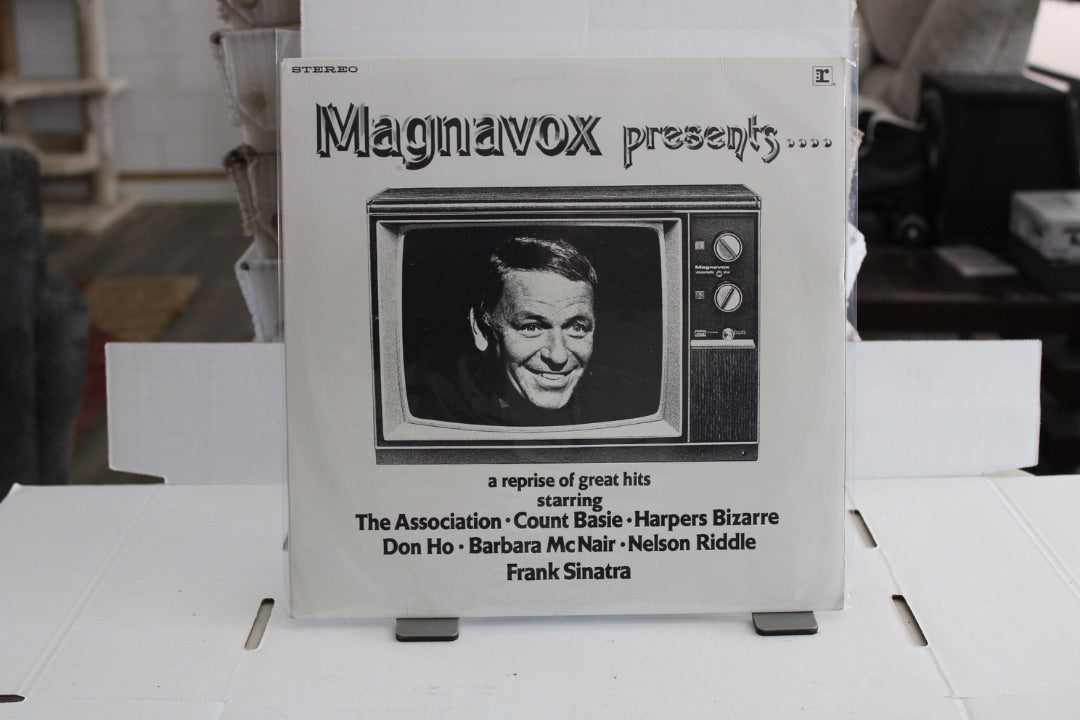 STEREO
r
Magnavox presents....
Magnavox
a reprise of great hits
starring
The Association · Count Basie · Harpers Bizarre
Don Ho · Barbara McNair · Nelson Riddle
Frank Sinatra